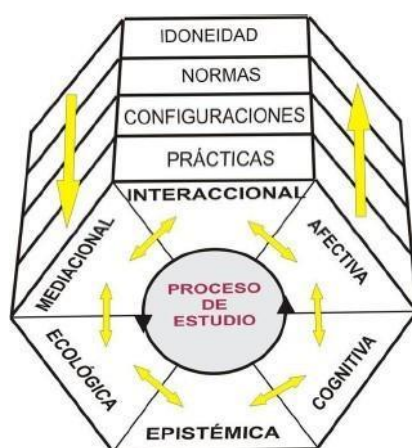 IDONEIDAD
NORMAS
CONFIGURACIONES
PRÁCTICAS
INTERACCIONAL
MEDIACIONAL
AFECTIVA
PROCESO
DE
ESTUDIO
ECOLÓGICA
COGNITIVA
EPISTÉMICA